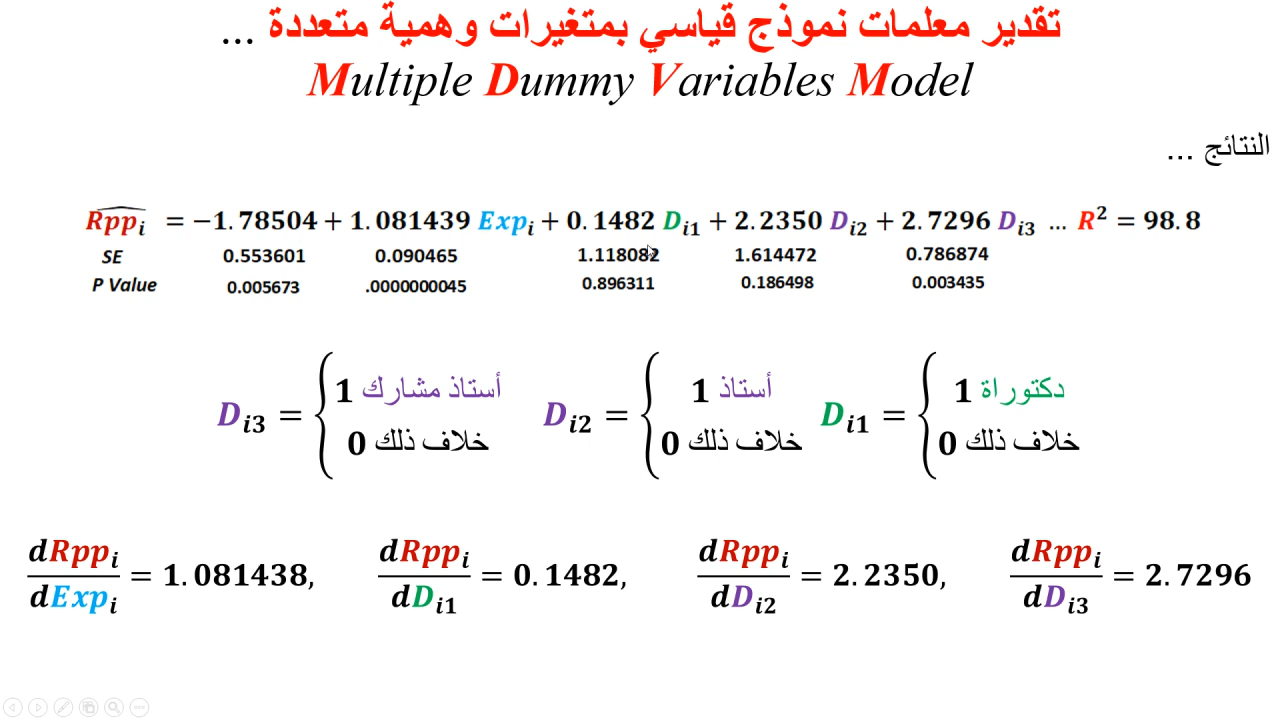 تقدير معلمات نموذج قياسي بمتغيرات وهمية متعددة ...
Multiple Dummy Variables Model
النتائج ...
Rpp̂ᵢ = −1.78504 + 1.081439 Expᵢ + 0.1482 Dᵢ₁ + 2.2350 Dᵢ₂ + 2.7296 Dᵢ₃ ... R² = 98.8
SE 0.553601 0.090465 1.118082 1.614472 0.786874
P Value 0.005673 .0000000045 0.896311 0.186498 0.003435
Dᵢ₃ = { 1 أستاذ مشارك
0 خلاف ذلك
Dᵢ₂ = { 1 أستاذ
0 خلاف ذلك
Dᵢ₁ = { 1 دكتوراة
0 خلاف ذلك
dRppᵢ/dExpᵢ = 1.081438, dRppᵢ/dDᵢ₁ = 0.1482, dRppᵢ/dDᵢ₂ = 2.2350, dRppᵢ/dDᵢ₃ = 2.7296